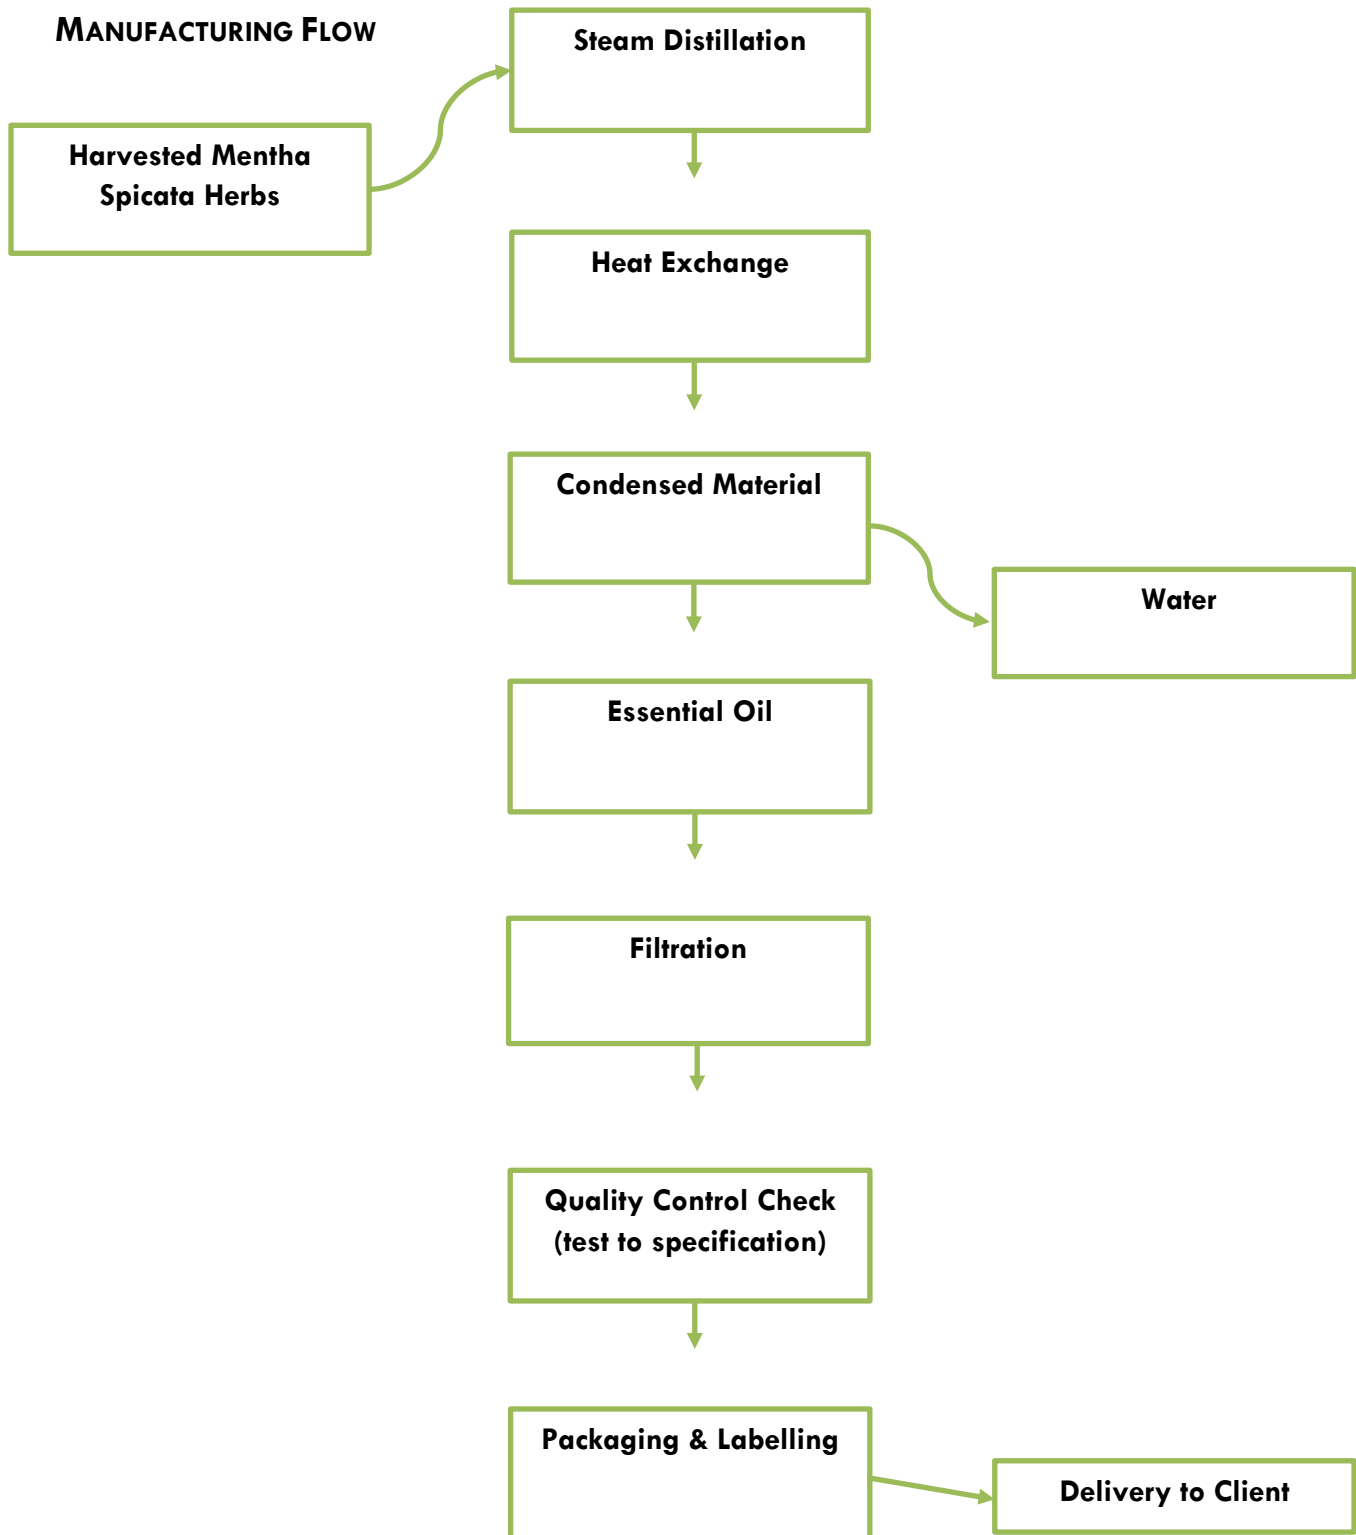 MANUFACTURING FLOW
Steam Distillation
Harvested Mentha
Spicata Herbs
Heat Exchange
Condensed Material
Water
Essential Oil
Filtration
Quality Control Check
(test to specification)
Packaging & Labelling
Delivery to Client